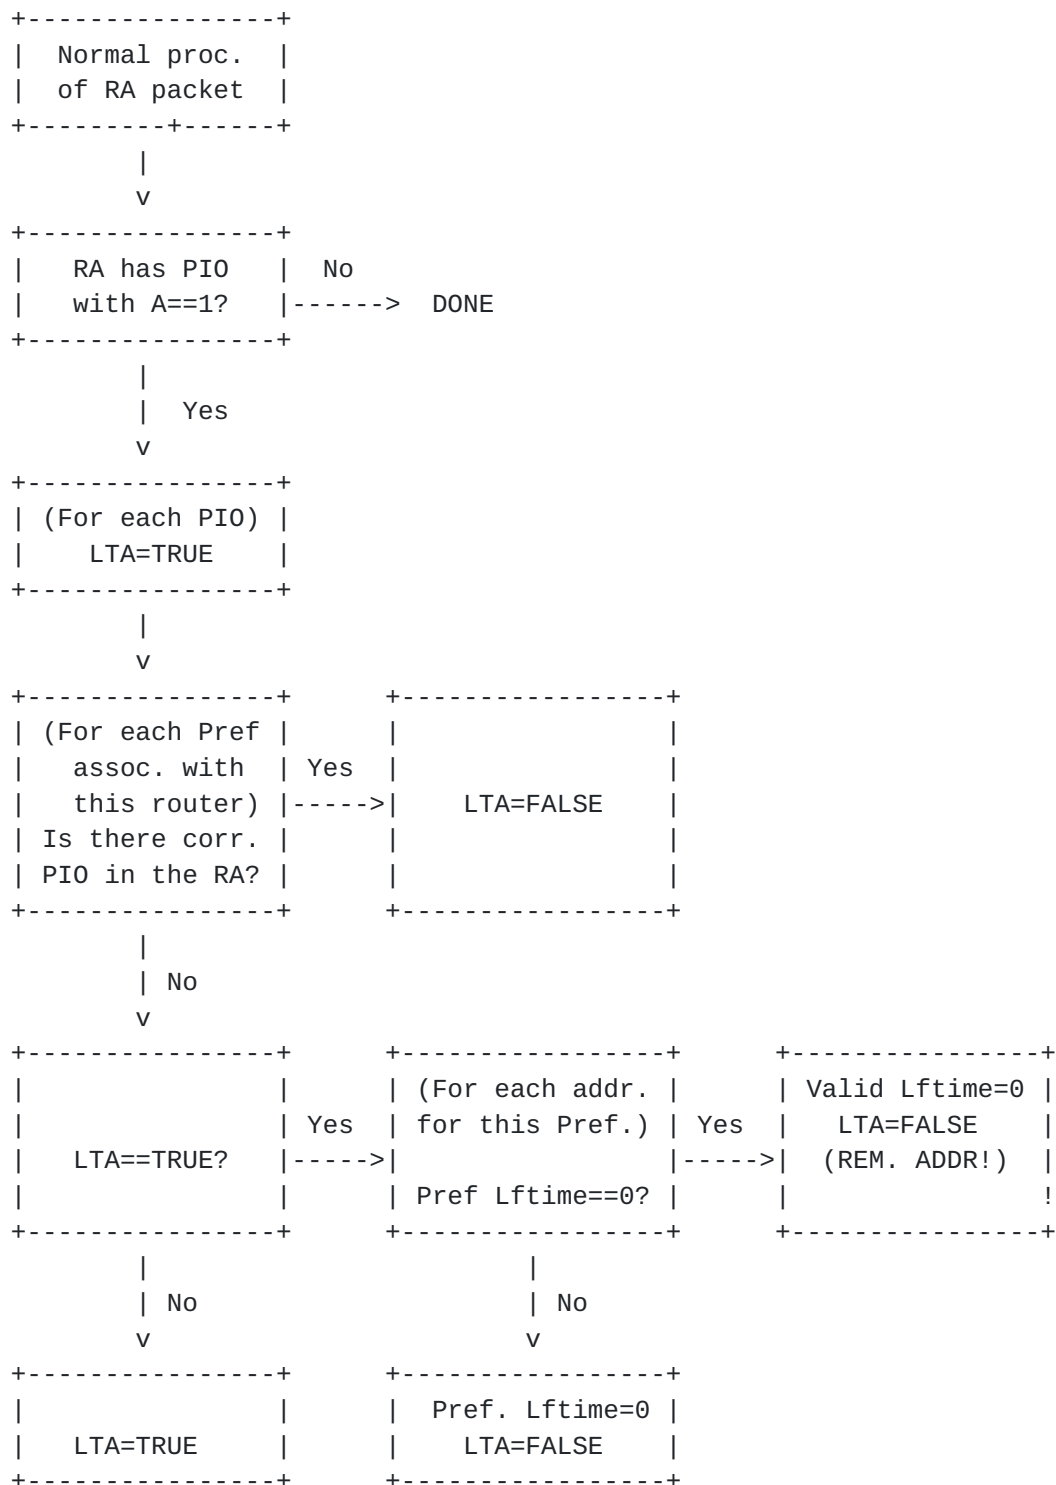 +----------------+
|  Normal proc.  |
|  of RA packet  |
+---------+------+
        |
        v
+----------------+
|   RA has PIO   |  No
|   with A==1?   |------>  DONE
+----------------+
        |
        |  Yes
        v
+----------------+
| (For each PIO) |
|    LTA=TRUE    |
+----------------+
        |
        v
+----------------+      +-----------------+
| (For each Pref |      |                 |
|   assoc. with  | Yes  |                 |
|   this router) |----->|    LTA=FALSE    |
| Is there corr. |      |                 |
| PIO in the RA? |      |                 |
+----------------+      +-----------------+
        |
        | No
        v
+----------------+      +-----------------+      +----------------+
|                |      | (For each addr. |      | Valid Lftime=0 |
|                | Yes  | for this Pref.) | Yes  |   LTA=FALSE    |
|   LTA==TRUE?   |----->|                 |----->|  (REM. ADDR!)  |
|                |      | Pref Lftime==0? |      |                !
+----------------+      +-----------------+      +----------------+
        |                        |
        | No                     | No
        v                        v
+----------------+      +-----------------+
|                |      |  Pref. Lftime=0 |
|   LTA=TRUE     |      |    LTA=FALSE    |
+----------------+      +-----------------+